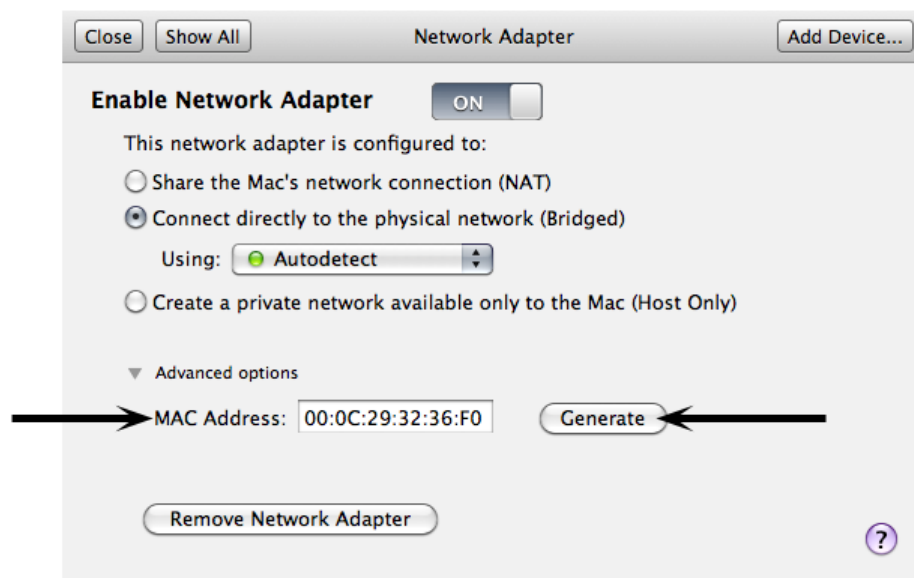 Close Show All Network Adapter Add Device...
Enable Network Adapter ON
This network adapter is configured to:
Share the Mac's network connection (NAT)
Connect directly to the physical network (Bridged)
Using: Autodetect
Create a private network available only to the Mac (Host Only)
Advanced options
MAC Address: 00:0C:29:32:36:F0 Generate
Remove Network Adapter
?